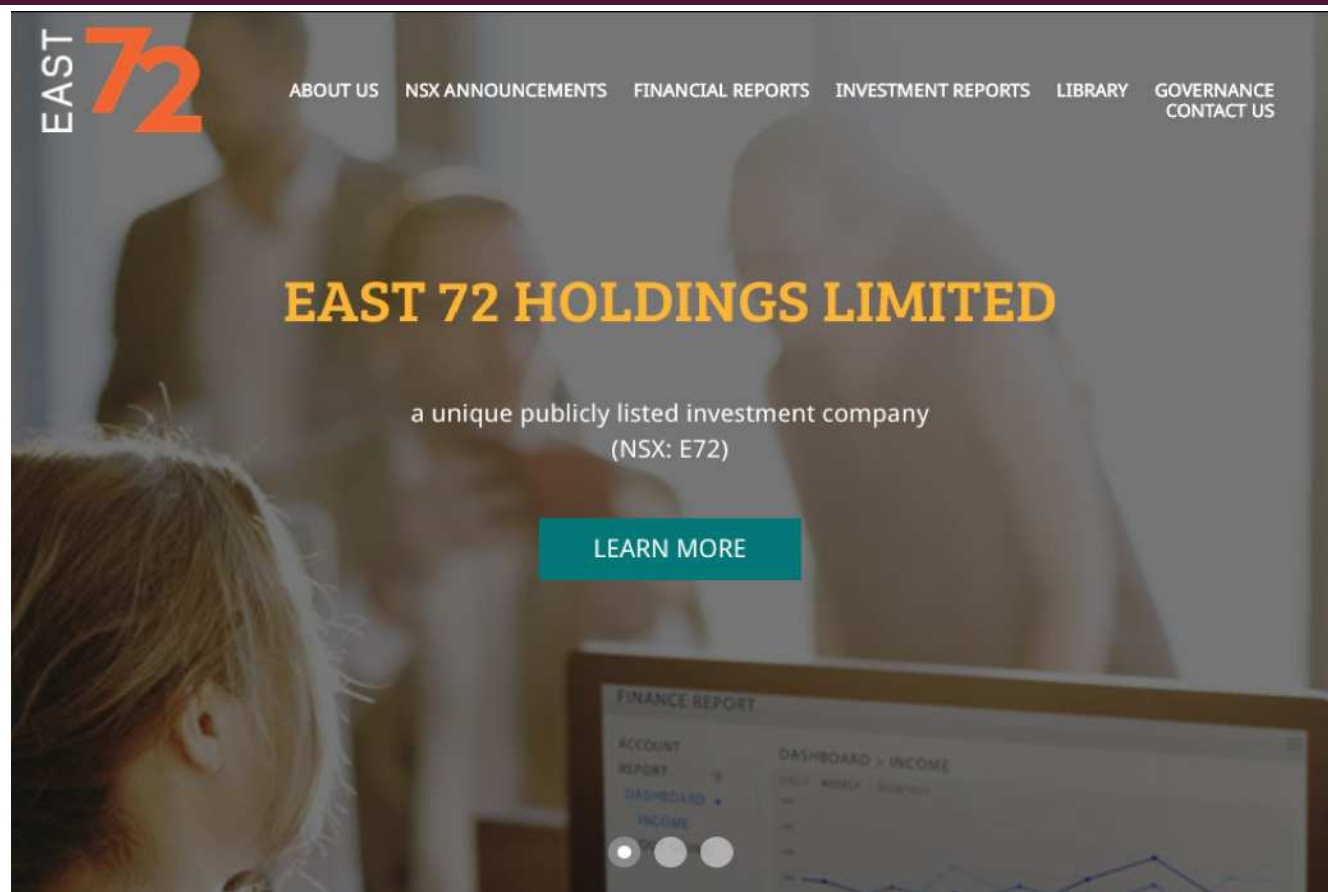 EAST
72
ABOUT US NSX ANNOUNCEMENTS FINANCIAL REPORTS INVESTMENT REPORTS LIBRARY GOVERNANCE
CONTACT US
EAST 72 HOLDINGS LIMITED
a unique publicly listed investment company
(NSX: E72)
LEARN MORE
FINANCE REPORT
ACCOUNT
REPORT
DASHBOARD
INCOME
DASHBOARD > INCOME
WEEKLY